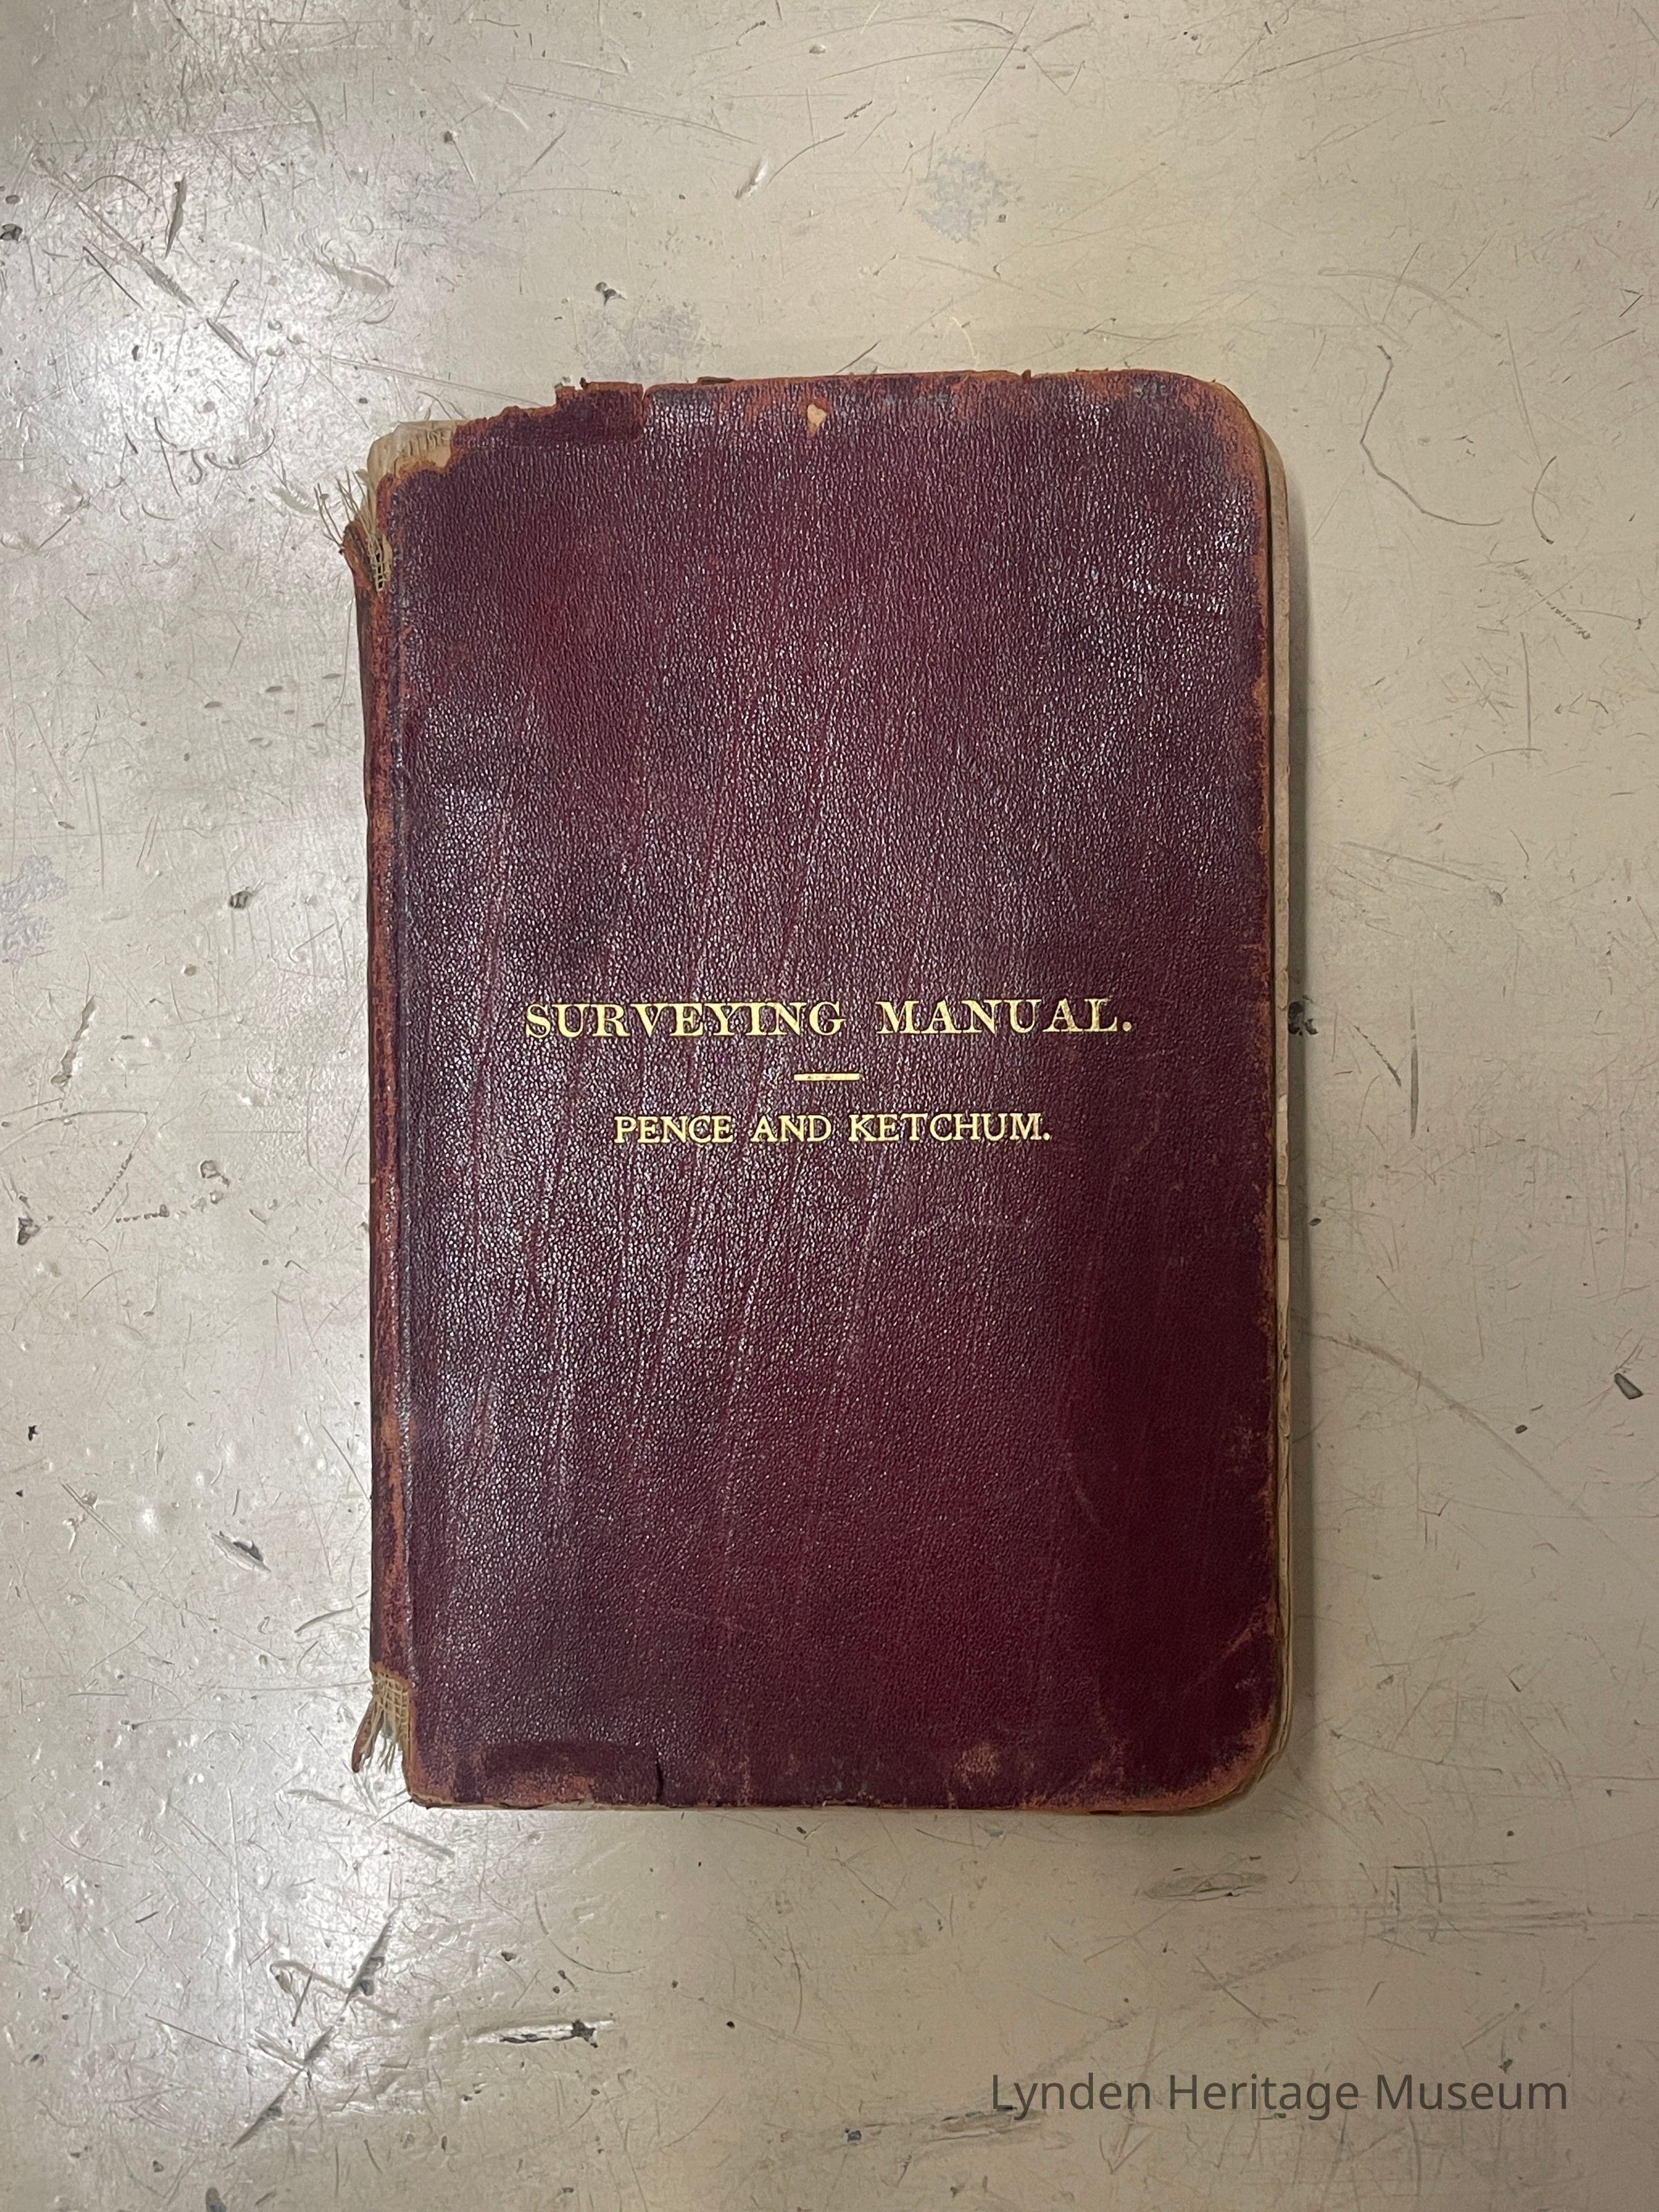 SURVEYING MANUAL.
PENCE AND KETCHUM.
Lynden Heritage Museum